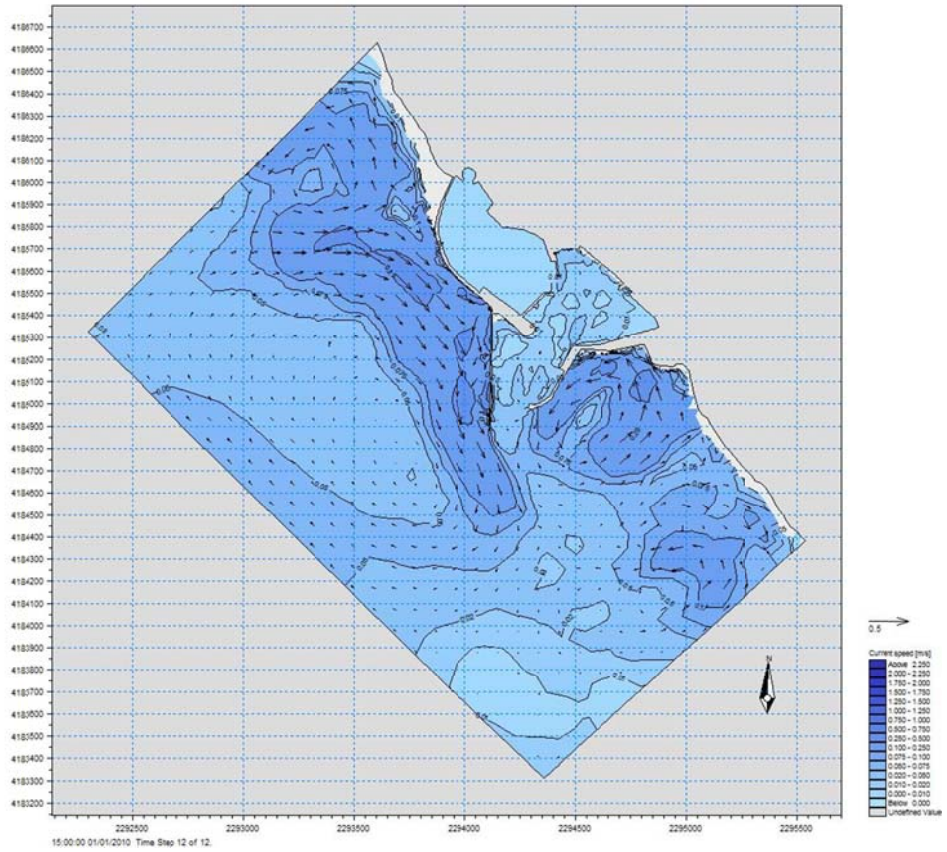 4186700
4186600
4186500
4186400
4186300
4186200
4186100
4186000
4185900
4185800
4185700
4185600
4185500
4185400
4185300
4185200
4185100
4185000
4184900
4184800
4184700
4184600
4184500
4184400
4184300
4184200
4184100
4184000
4183900
4183800
4183700
4183600
4183500
4183400
4183300
4183200
2292500 2293000 2293500 2294000 2294500 2295000 2295500
15:00:00 01/01/2010 Time Step 12 of 12.
0.5
N
Current speed [m/s]
Above 2.250
2.000 - 2.250
1.750 - 2.000
1.500 - 1.750
1.250 - 1.500
1.000 - 1.250
0.750 - 1.000
0.500 - 0.750
0.250 - 0.500
0.100 - 0.250
0.075 - 0.100
0.050 - 0.075
0.020 - 0.050
0.010 - 0.020
0.000 - 0.010
Below 0.000
Undefined Value